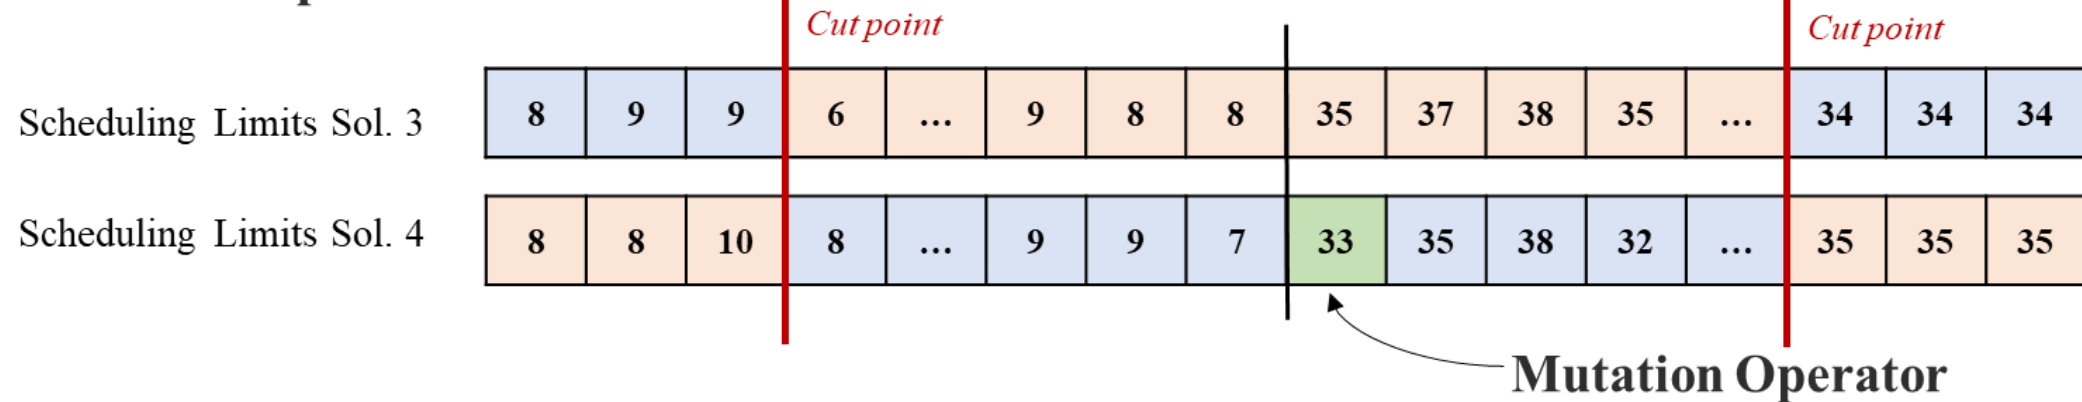 Cut point Cut point
Scheduling Limits Sol. 3 8 9 9 6 ... 9 8 8 35 37 38 35 ... 34 34 34
Scheduling Limits Sol. 4 8 8 10 8 ... 9 9 7 33 35 38 32 ... 35 35 35
Mutation Operator